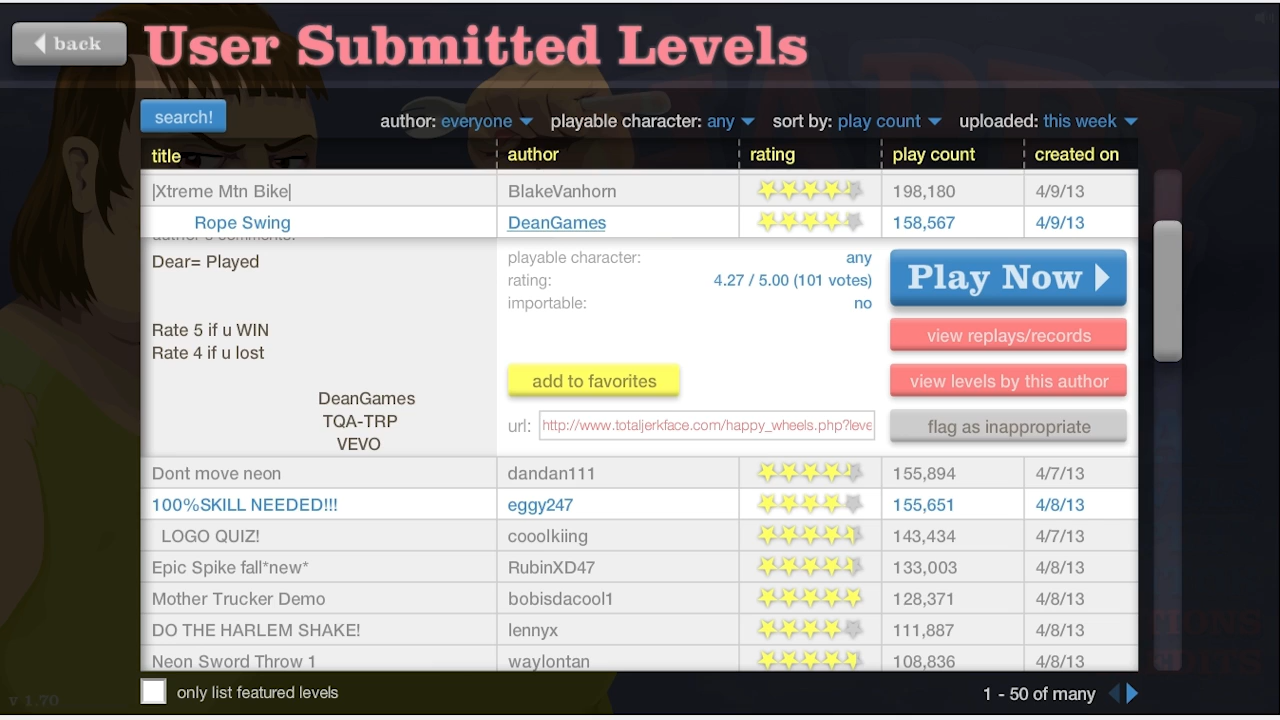 back
User Submitted Levels
search!
author: everyone playable character: any sort by: play count uploaded: this week
title author rating play count created on
|Xtreme Mtn Bike| BlakeVanhorn 198,180 4/9/13
Rope Swing DeanGames 158,567 4/9/13
author's comments:
Dear= Played
playable character: any
rating: 4.27 / 5.00 (101 votes)
importable: no
Play Now
Rate 5 if u WIN
Rate 4 if u lost
view replays/records
add to favorites
view levels by this author
DeanGames
TQA-TRP
VEVO
url: http://www.totaljerkface.com/happy_wheels.php?leve
flag as inappropriate
Dont move neon dandan111 155,894 4/7/13
100%SKILL NEEDED!!! eggy247 155,651 4/8/13
LOGO QUIZ! cooolkiing 143,434 4/7/13
Epic Spike fall*new* RubinXD47 133,003 4/8/13
Mother Trucker Demo bobisdacool1 128,371 4/8/13
DO THE HARLEM SHAKE! lennyx 111,887 4/8/13
Neon Sword Throw 1 waylontan 108,836 4/8/13
only list featured levels
1 - 50 of many
v 1.70